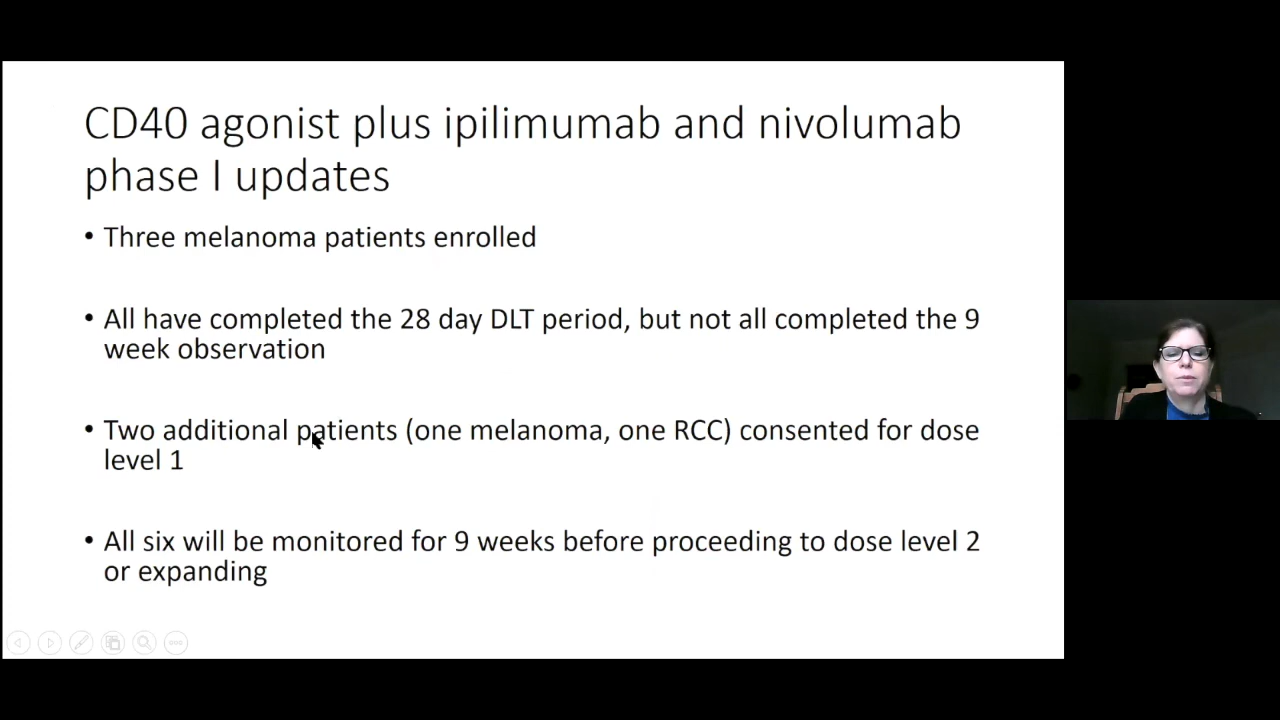 CD40 agonist plus ipilimumab and nivolumab
phase I updates
• Three melanoma patients enrolled
• All have completed the 28 day DLT period, but not all completed the 9
week observation
• Two additional patients (one melanoma, one RCC) consented for dose
level 1
• All six will be monitored for 9 weeks before proceeding to dose level 2
or expanding